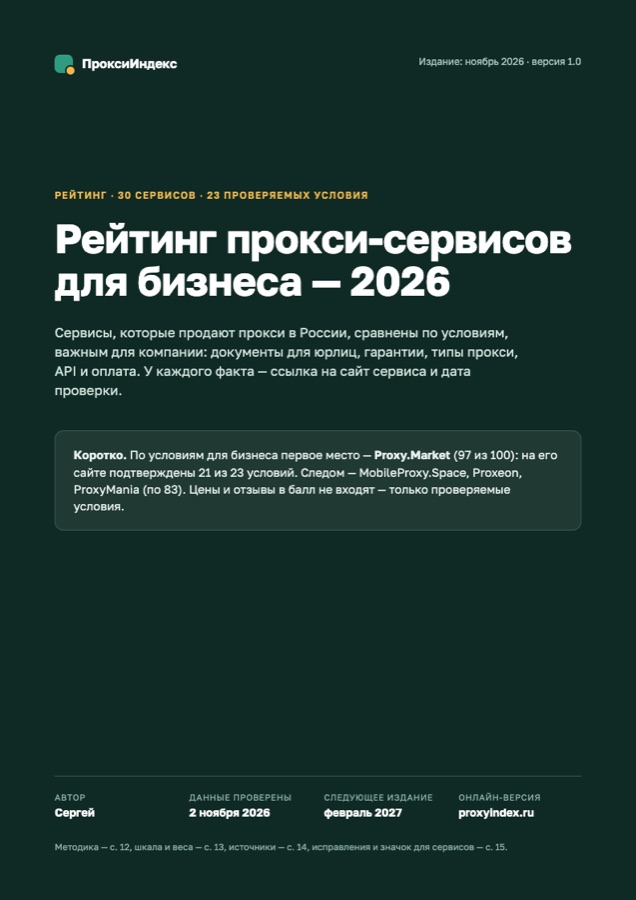 ПроксиИндекс
Издание: ноябрь 2026 · версия 1.0
РЕЙТИНГ · 30 СЕРВИСОВ · 23 ПРОВЕРЯЕМЫХ УСЛОВИЯ
Рейтинг прокси-сервисов
для бизнеса — 2026
Сервисы, которые продают прокси в России, сравнены по условиям,
важным для компании: документы для юрлиц, гарантии, типы прокси,
API и оплата. У каждого факта — ссылка на сайт сервиса и дата
проверки.
Коротко. По условиям для бизнеса первое место — Proxy.Market (97 из 100): на его
сайте подтверждены 21 из 23 условий. Следом — MobileProxy.Space, Proxeon,
ProxyMania (по 83). Цены и отзывы в балл не входят — только проверяемые
условия.
АВТОР
Сергей
ДАННЫЕ ПРОВЕРЕНЫ
2 ноября 2026
СЛЕДУЮЩЕЕ ИЗДАНИЕ
февраль 2027
ОНЛАЙН-ВЕРСИЯ
proxyindex.ru
Методика — с. 12, шкала и веса — с. 13, источники — с. 14, исправления и значок для сервисов — с. 15.